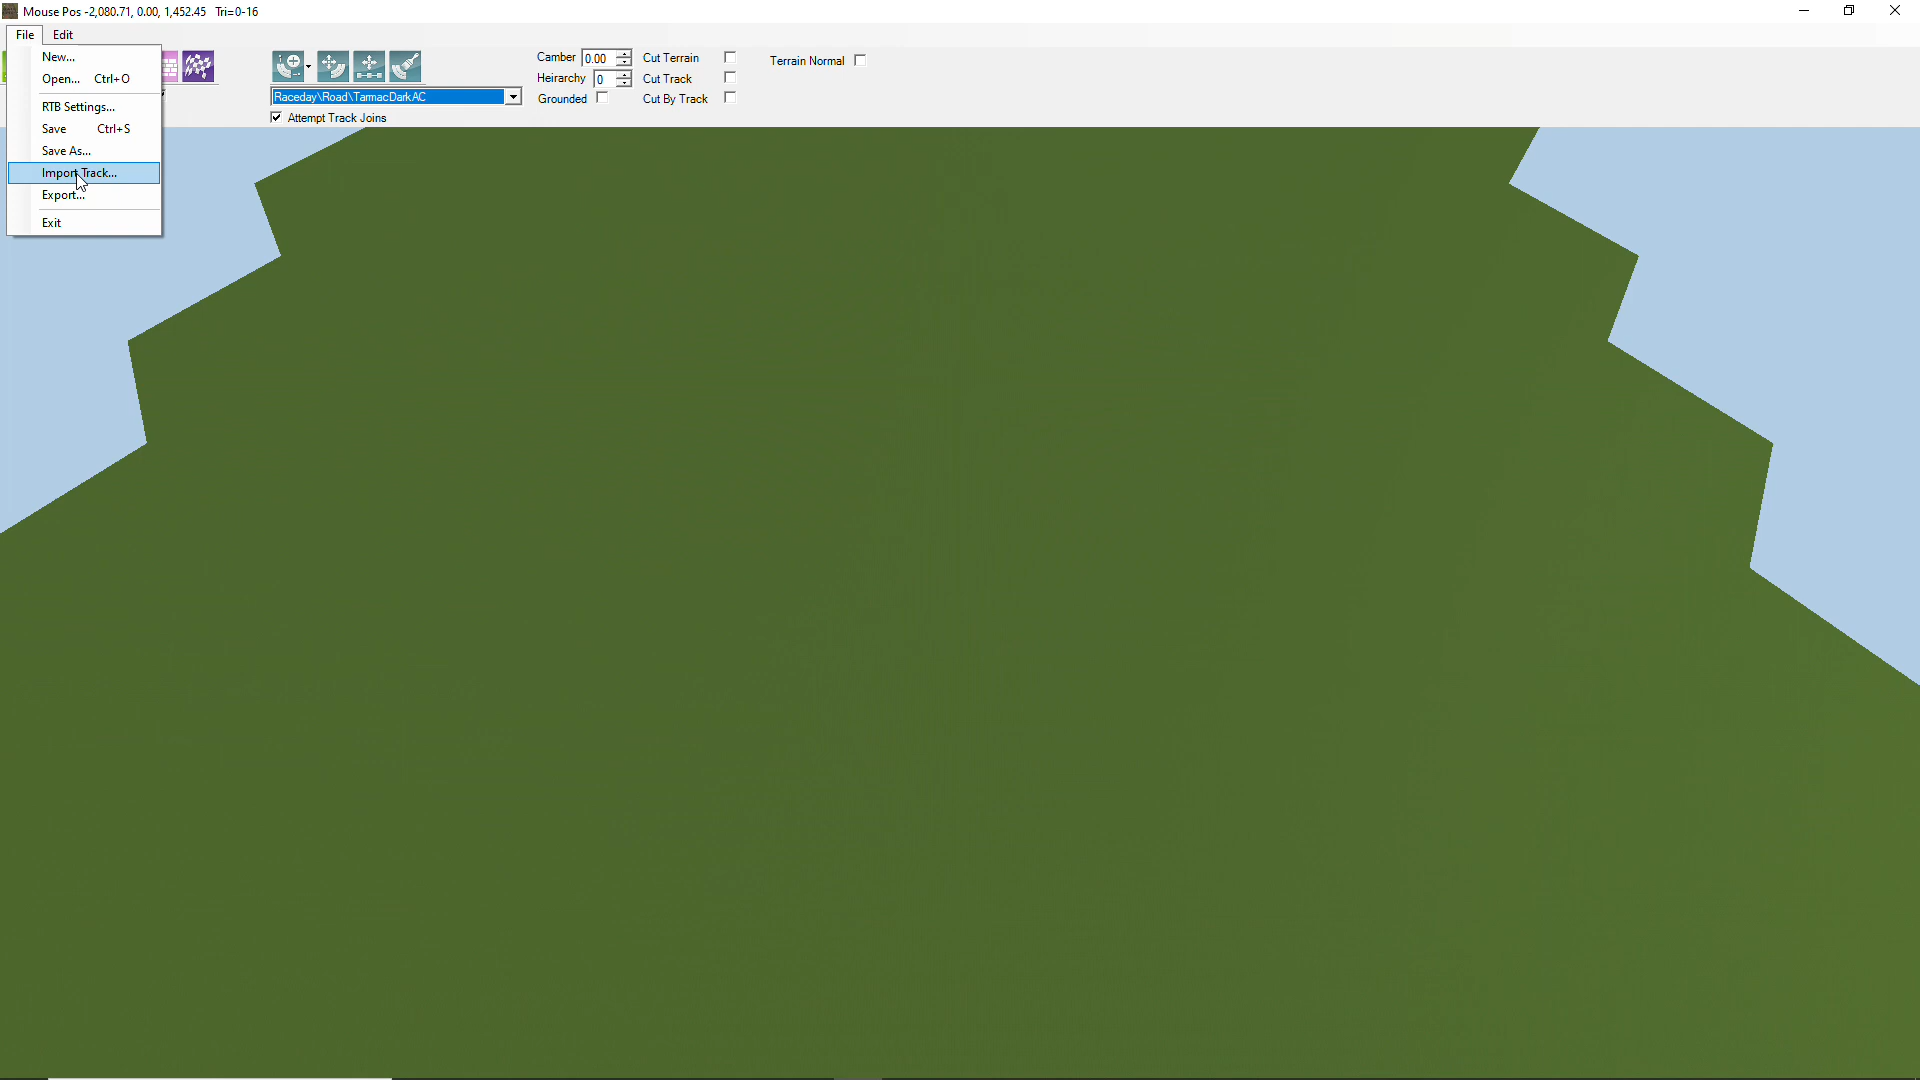 Mouse Pos -2,080.71, 0.00, 1,452.45 Tri=0-16
File Edit
New...
Open... Ctrl+O
RTB Settings...
Save Ctrl+S
Save As...
Import Track...
Export...
Exit
Raceday\Road\TarmacDarkAC
Attempt Track Joins
Camber 0.00
Heirarchy 0
Grounded
Cut Terrain
Cut Track
Cut By Track
Terrain Normal